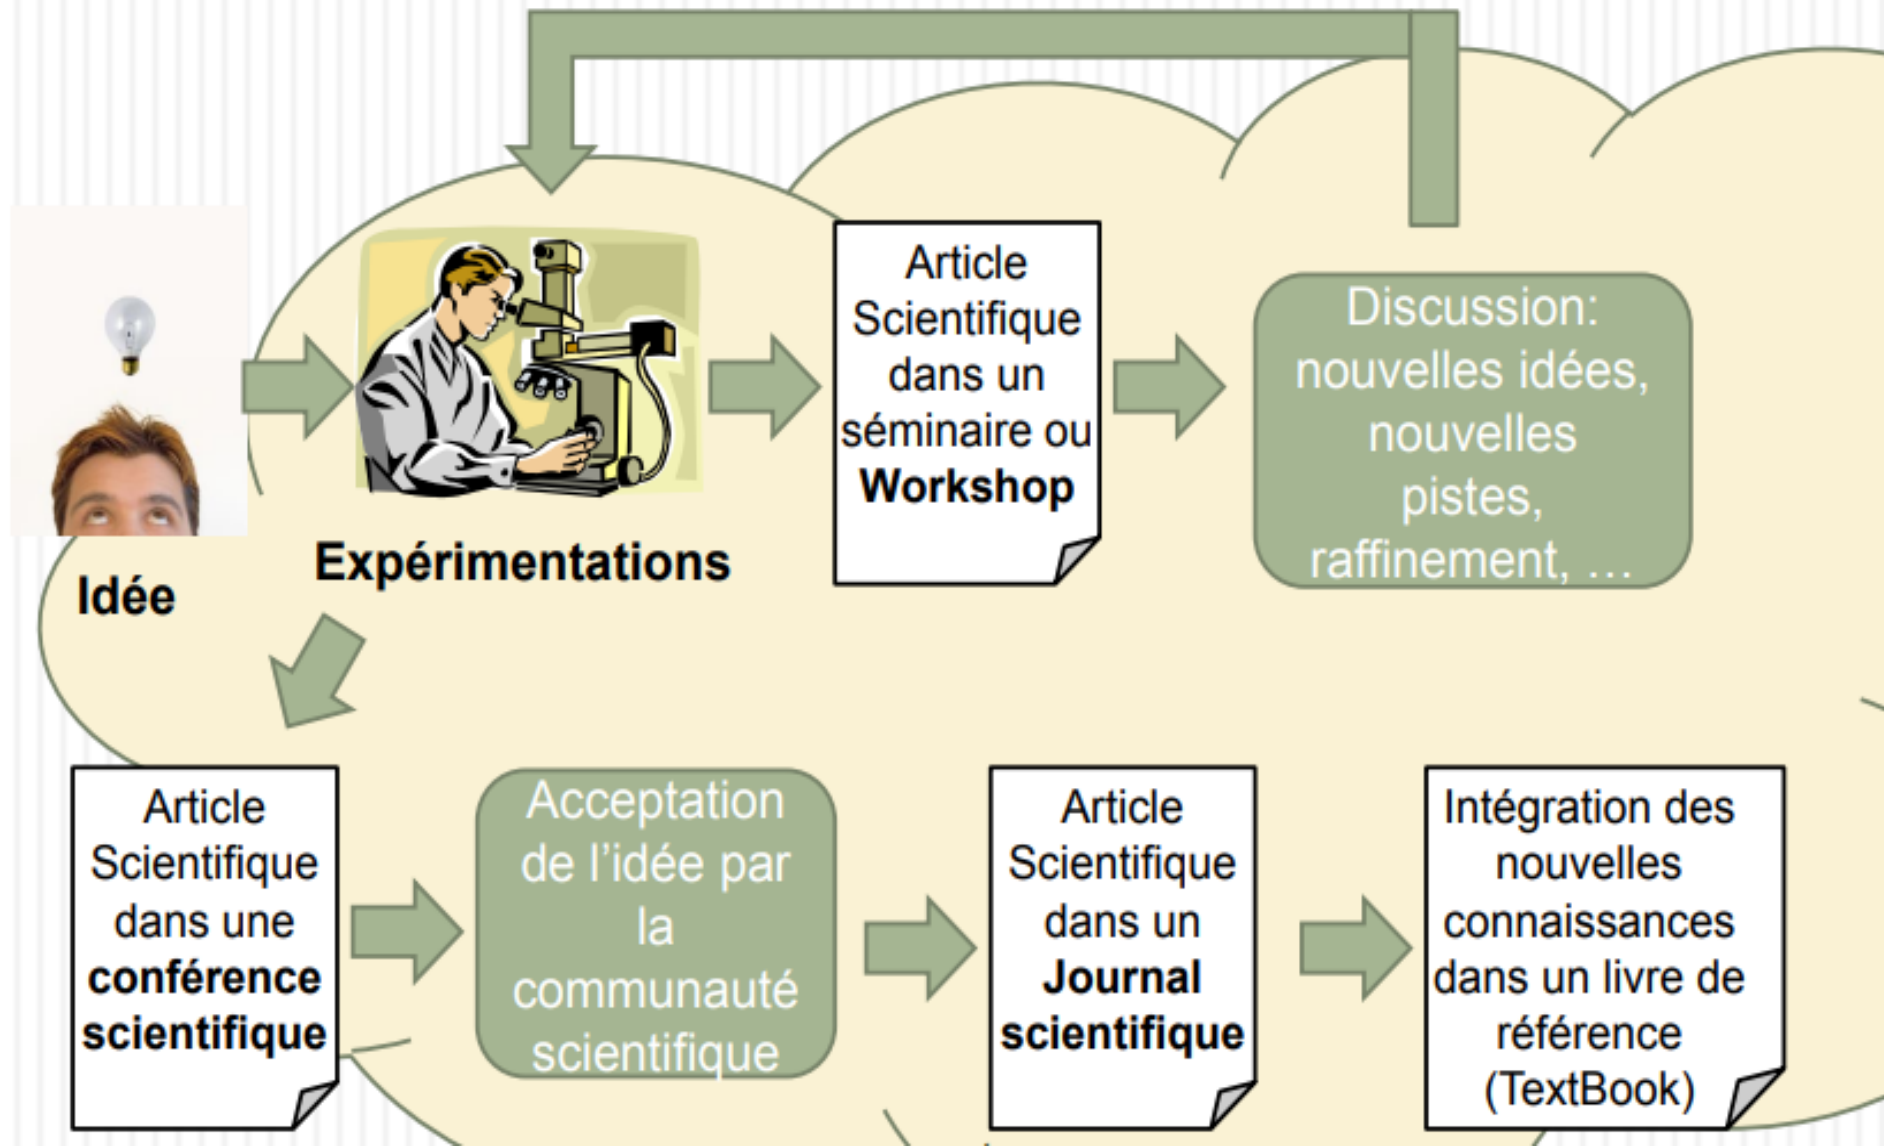 Idée
Expérimentations
Article
Scientifique
dans un
séminaire ou
Workshop
Discussion:
nouvelles idées,
nouvelles
pistes,
raffinement, …
Article
Scientifique
dans une
conférence
scientifique
Acceptation
de l’idée par
la
communauté
scientifique
Article
Scientifique
dans un
Journal
scientifique
Intégration des
nouvelles
connaissances
dans un livre de
référence
(TextBook)